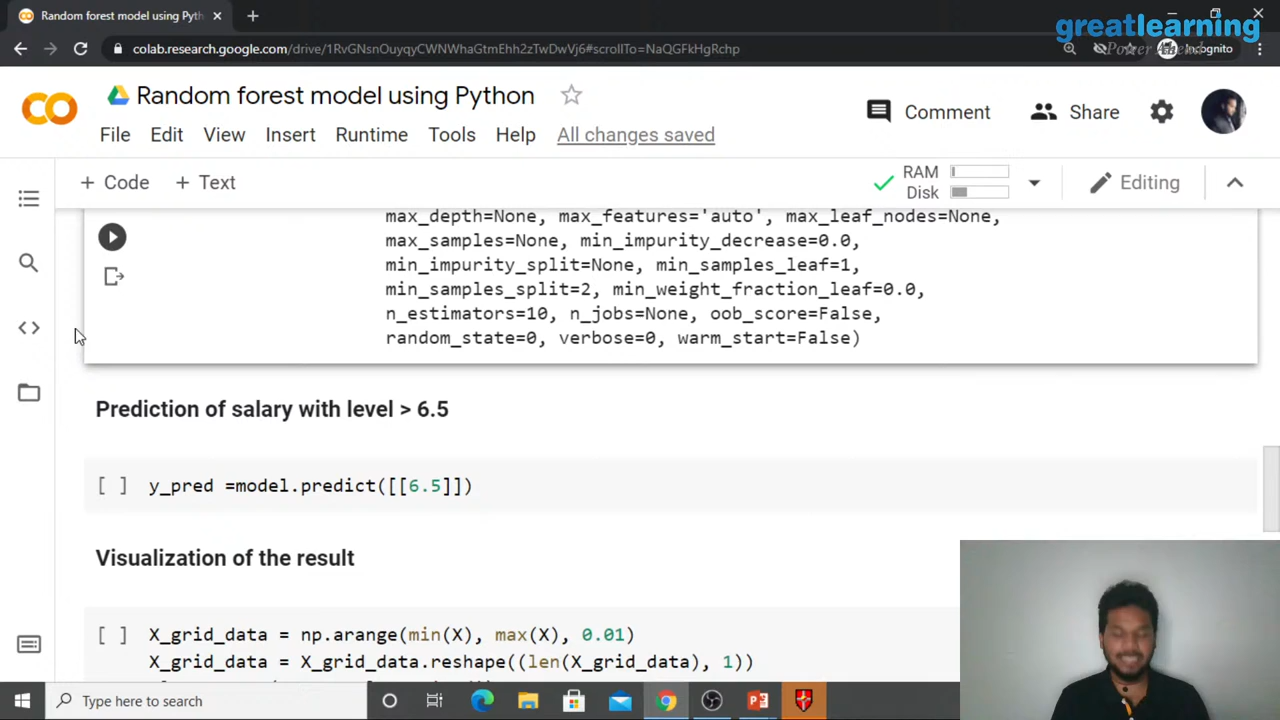 Random forest model using Pyth
greatlearning
Power Ahead
colab.research.google.com/drive/1RvGNsnOuyqyCWNWhaGtmEhh2zTwDwVj6#scrollTo=NaQGFkHgRchp
Incognito
Random forest model using Python
File Edit View Insert Runtime Tools Help All changes saved
Comment
Share
+ Code + Text
RAM
Disk
Editing
max_depth=None, max_features='auto', max_leaf_nodes=None,
max_samples=None, min_impurity_decrease=0.0,
min_impurity_split=None, min_samples_leaf=1,
min_samples_split=2, min_weight_fraction_leaf=0.0,
n_estimators=10, n_jobs=None, oob_score=False,
random_state=0, verbose=0, warm_start=False)
Prediction of salary with level > 6.5
[ ] y_pred =model.predict([[6.5]])
Visualization of the result
[ ] X_grid_data = np.arange(min(X), max(X), 0.01)
X_grid_data = X_grid_data.reshape((len(X_grid_data), 1))
Type here to search